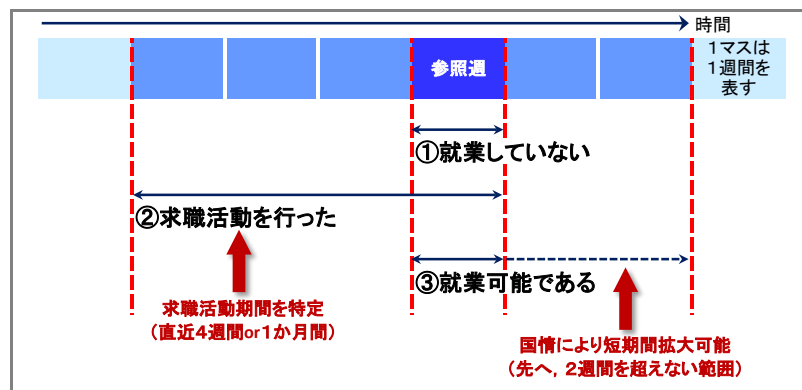 時間
参照週
1マスは
1週間を
表す
①就業していない
②求職活動を行った
③就業可能である
求職活動期間を特定
（直近4週間or1か月間）
国情により短期間拡大可能
（先へ，2週間を超えない範囲）